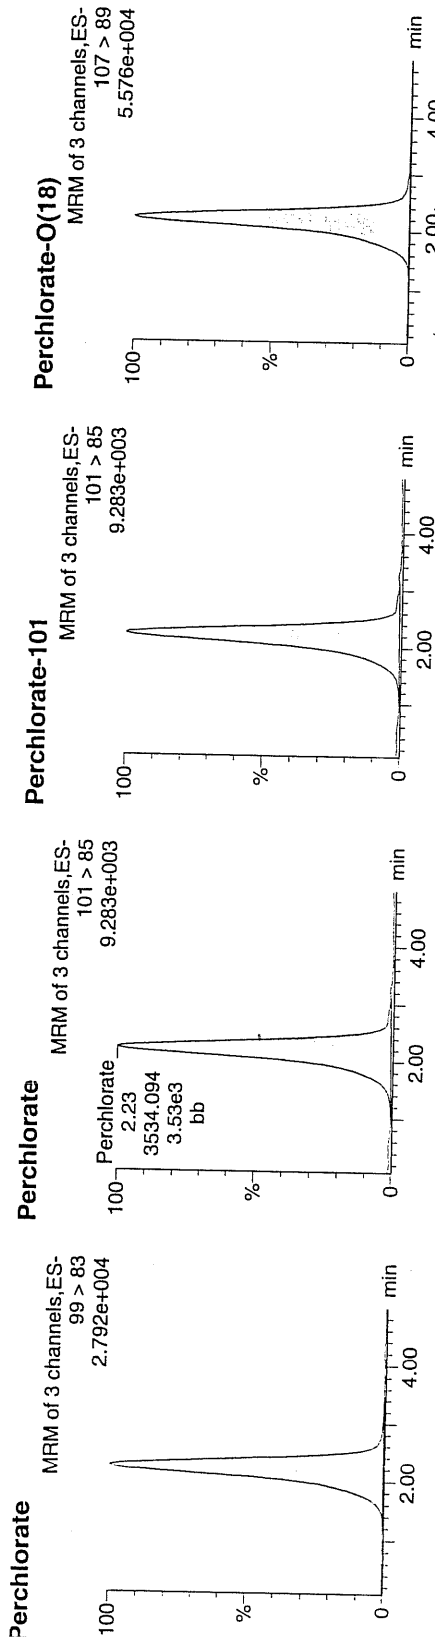 Perchlorate
MRM of 3 channels,ES-
99 > 83
2.792e+004
100
%
0
2.00
4.00
min
Perchlorate
MRM of 3 channels,ES-
101 > 85
9.283e+003
Perchlorate
2.23
3534.094
3.53e3
bb
100
%
0
2.00
4.00
min
Perchlorate-101
MRM of 3 channels,ES-
101 > 85
9.283e+003
100
%
0
2.00
4.00
min
Perchlorate-O(18)
MRM of 3 channels,ES-
107 > 89
5.576e+004
100
%
0
2.00
4.00
min